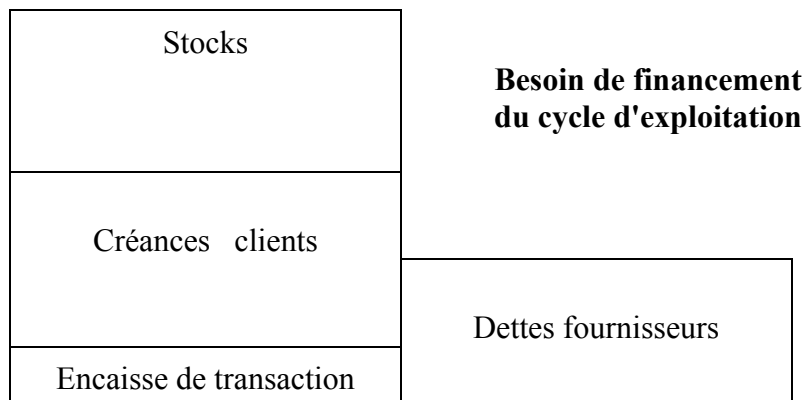 Stocks
Besoin de financement
du cycle d'exploitation
Créances clients
Dettes fournisseurs
Encaisse de transaction